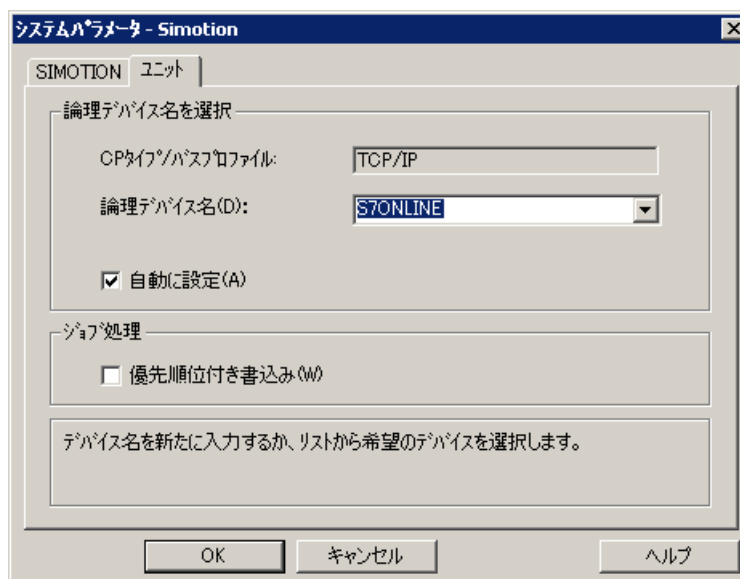 システムパラメータ - Simotion
SIMOTION ユニット
論理デバイス名を選択
CPタイプ/バスプロファイル: TCP/IP
論理デバイス名(D): S7ONLINE
自動に設定(A)
ジョブ処理
優先順位付き書込み(W)
デバイス名を新たに入力するか、リストから希望のデバイスを選択します。
OK キャンセル ヘルプ